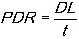 PDR = DL / t